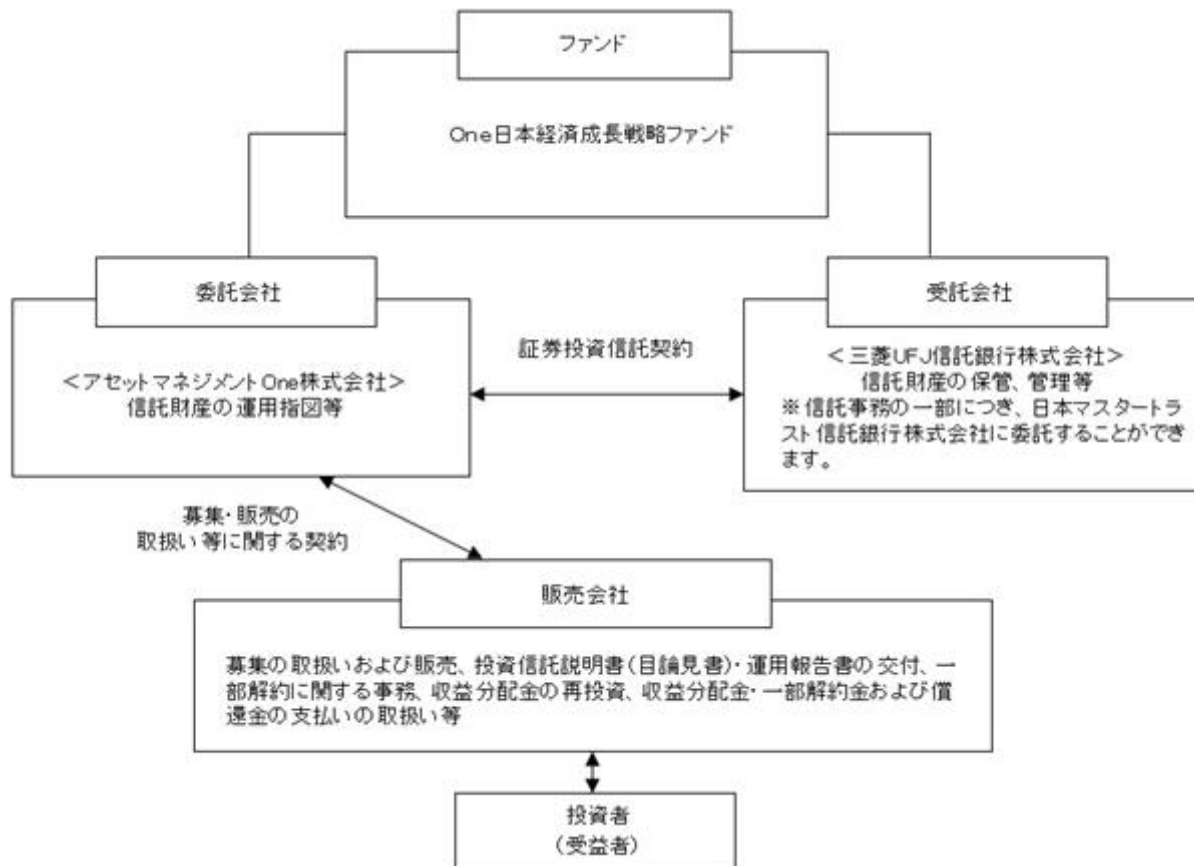 ファンド
One日本経済成長戦略ファンド
委託会社
<アセットマネジメントOne株式会社>
信託財産の運用指図等
証券投資信託契約
受託会社
<三菱UFJ信託銀行株式会社>
信託財産の保管、管理等
※信託事務の一部につき、日本マスタートラ
スト信託銀行株式会社に委託することができ
ます。
募集・販売の
取扱い等に関する契約
販売会社
募集の取扱いおよび販売、投資信託説明書(目論見書)・運用報告書の交付、一
部解約に関する事務、収益分配金の再投資、収益分配金・一部解約金および償
還金の支払いの取扱い等
投資者
(受益者)